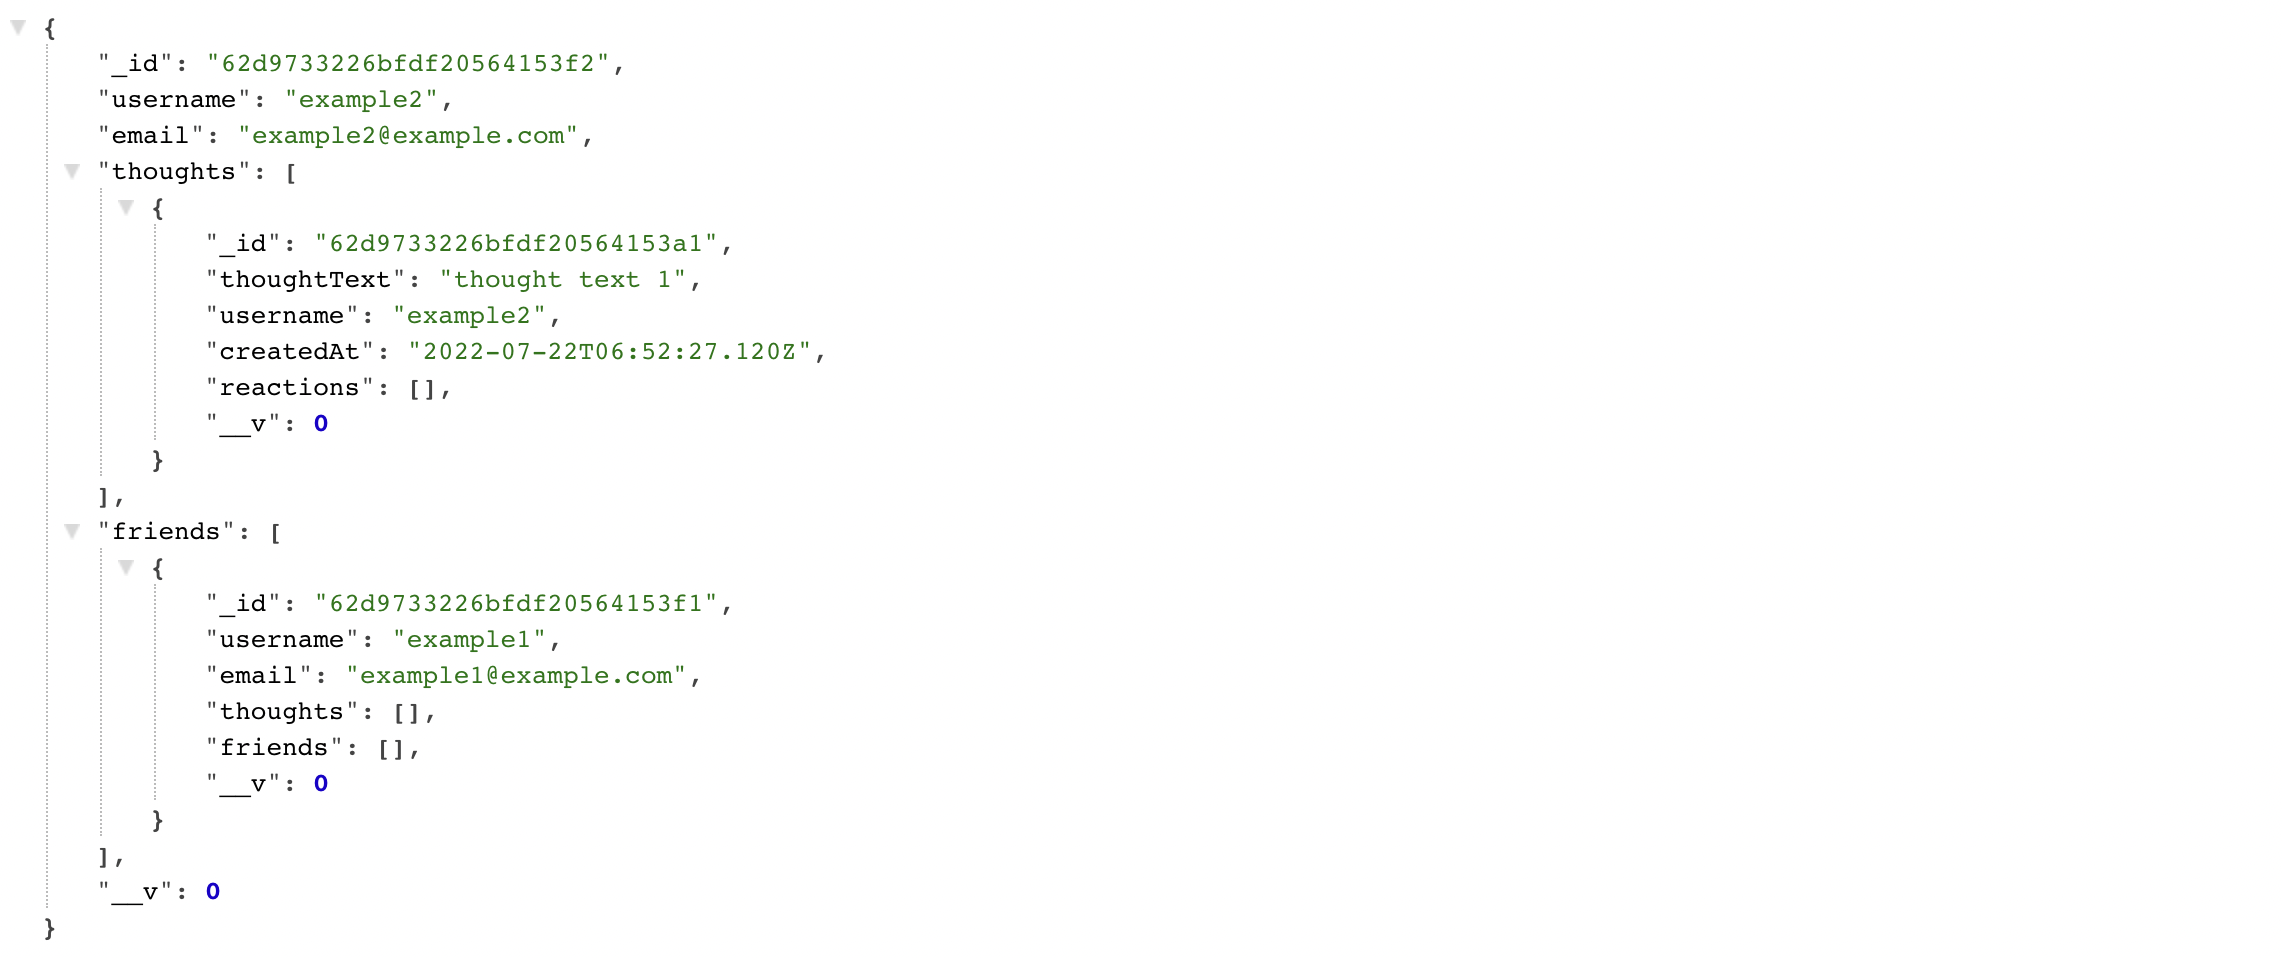 {
"_id": "62d9733226bfdf20564153f2",
"username": "example2",
"email": "example2@example.com",
"thoughts": [
{
"_id": "62d9733226bfdf20564153a1",
"thoughtText": "thought text 1",
"username": "example2",
"createdAt": "2022-07-22T06:52:27.120Z",
"reactions": [],
"__v": 0
}
],
"friends": [
{
"_id": "62d9733226bfdf20564153f1",
"username": "example1",
"email": "example1@example.com",
"thoughts": [],
"friends": [],
"__v": 0
}
],
"__v": 0
}